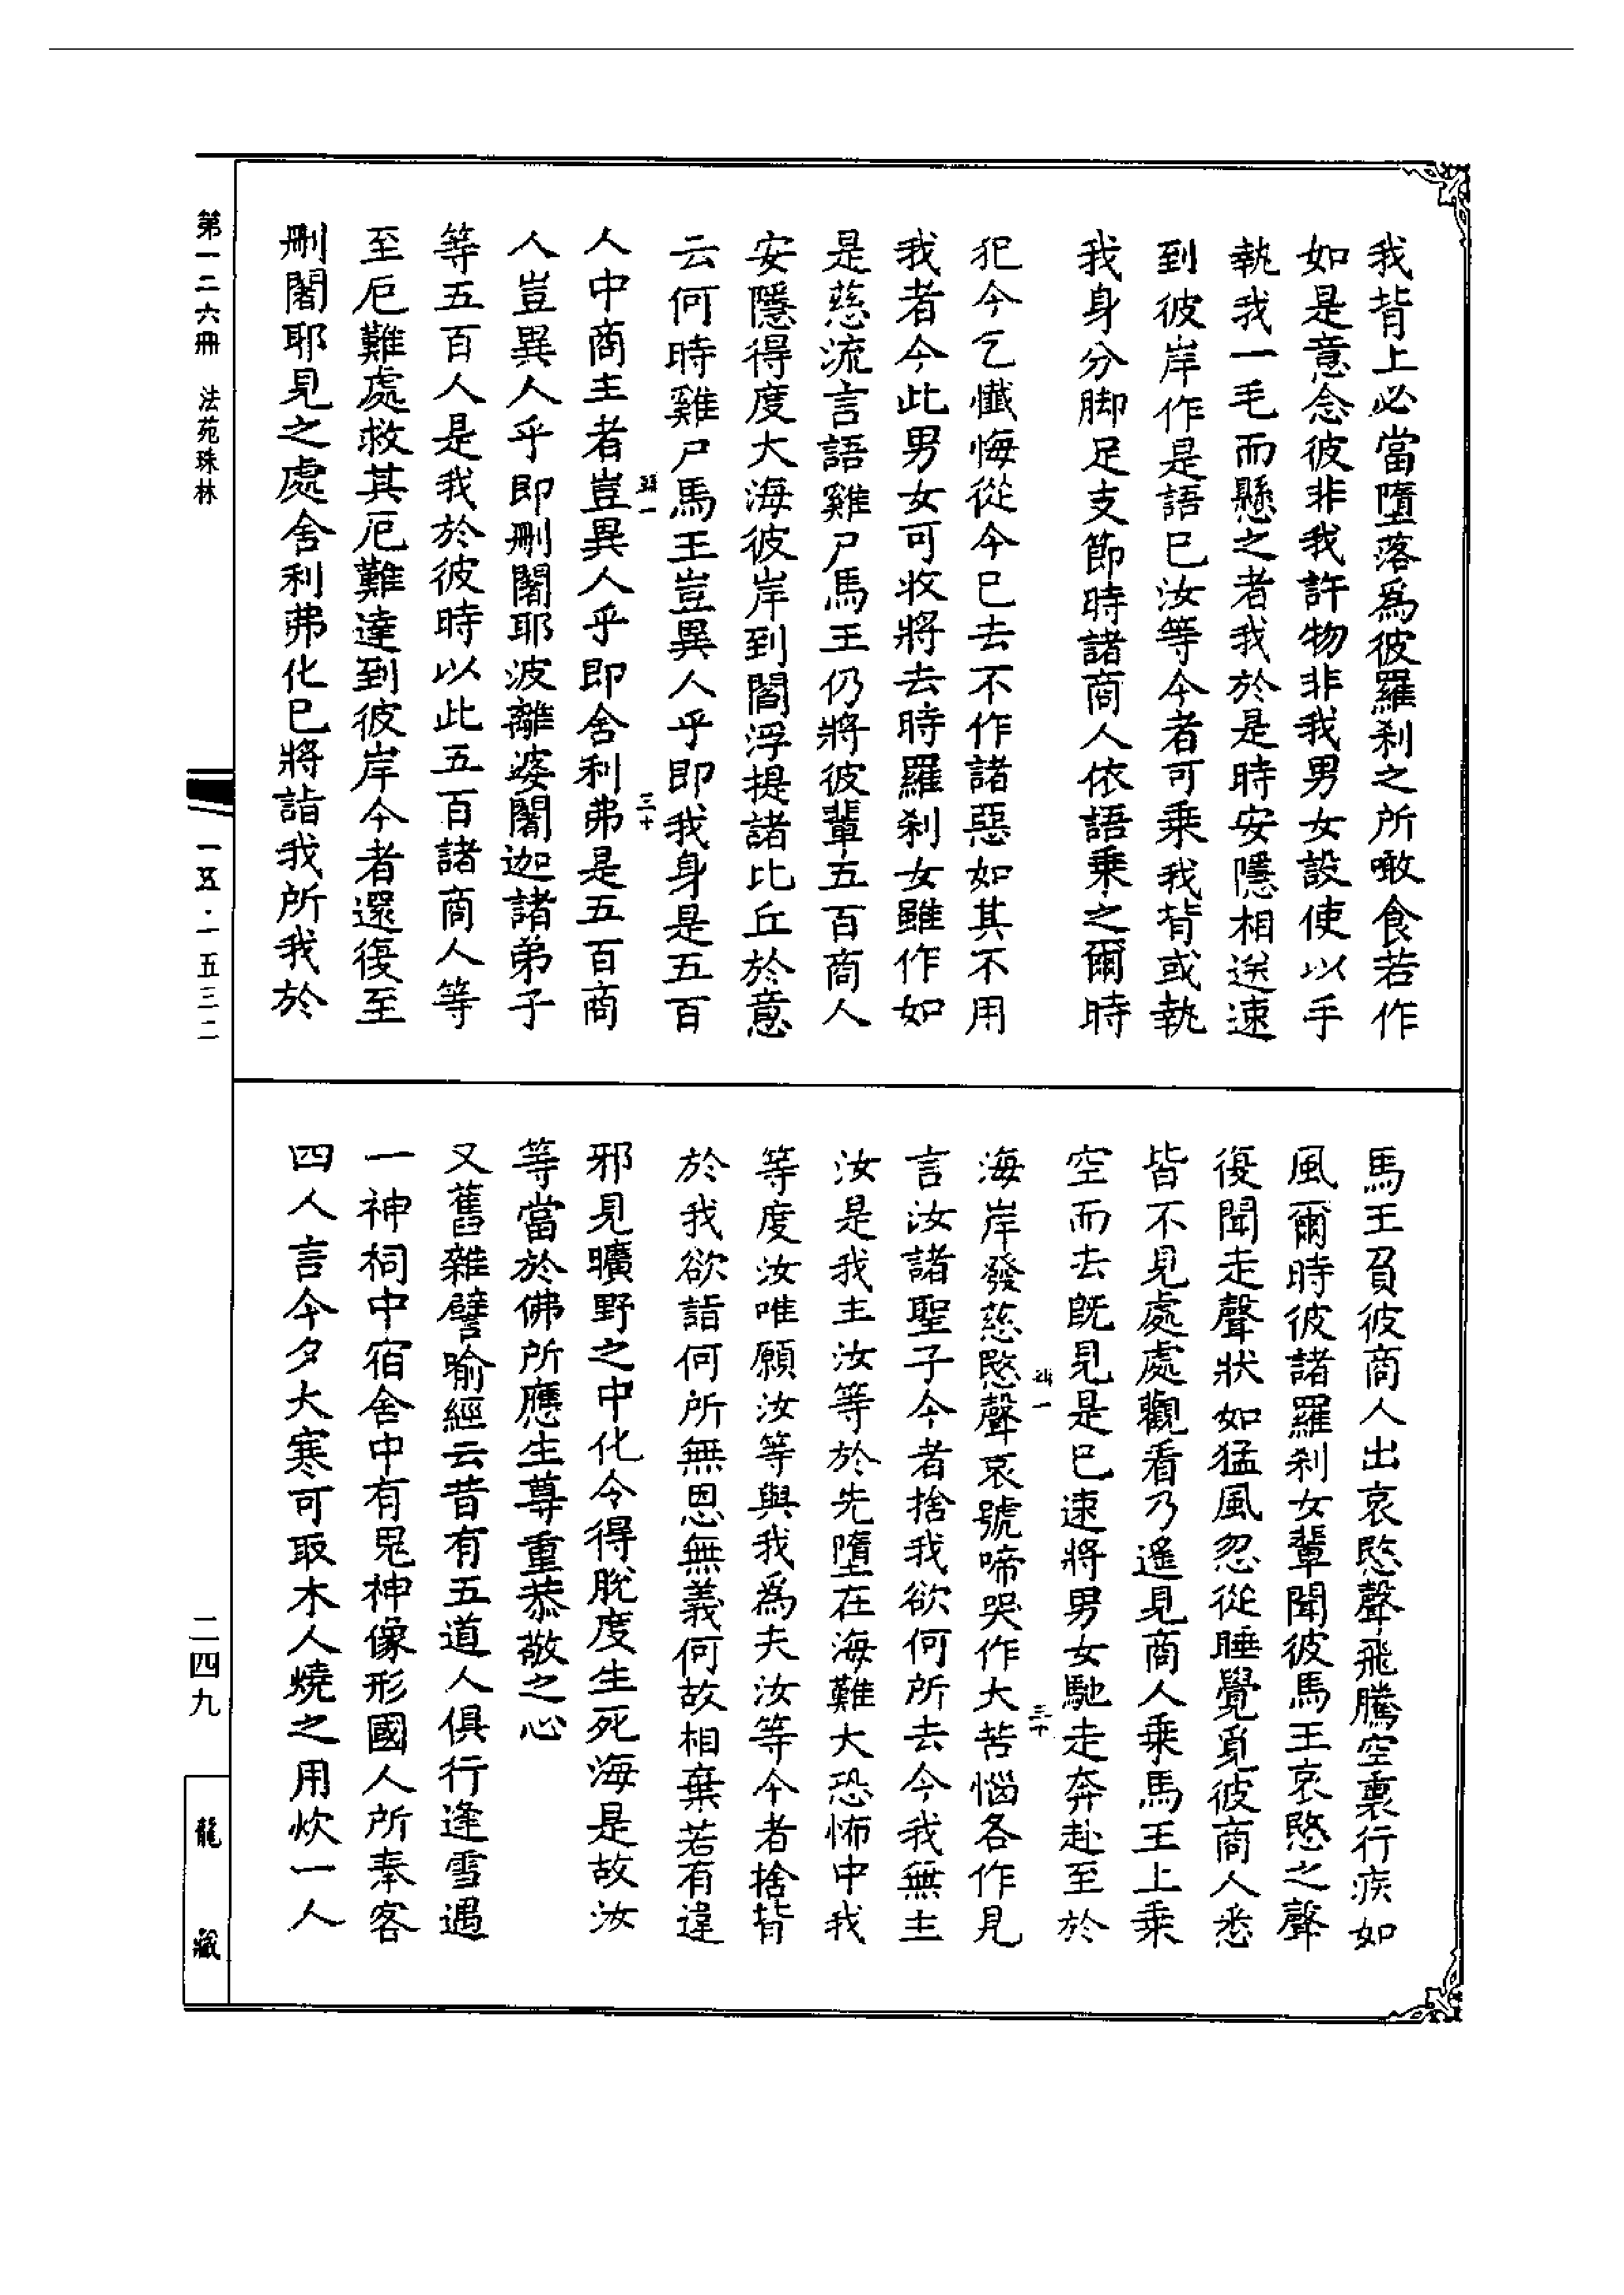 我背上必當墮落爲彼羅刹之所噉食若作
如是意念彼非我許物非我男女設使以手
執我一毛而懸之者我於是時安隱相送速
到彼岸作是語已汝等今者可乘我背或執
我身分脚足支節時諸商人依語乘之爾時
犯今乞懺悔從今已去不作諸惡如其不用
我者今此男女可收將去時羅刹女雖作如
是慈流言語雞尸馬王仍將彼輩五百商人
安隱得度大海彼岸到閻浮提諸比丘於意
云何時雞尸馬王豈異人乎即我身是五百
人中商主者豈異人乎即舍利弗是五百商
人豈異人乎即刪闍耶波離婆闍迦諸弟子
等五百人是我於彼時以此五百諸商人等
至厄難處救其厄難達到彼岸今者還復至
刪闍耶見之處舍利弗化已將詣我所我於
馬王負彼商人出哀愍聲飛騰空裏行疾如
風爾時彼諸羅刹女輩聞彼馬王哀愍之聲
復聞走聲狀如猛風忽從睡覺覓彼商人悉
皆不見處處觀看乃遙見商人乘馬王上乘
空而去旣見是已速將男女馳走奔赴至於
海岸發慈愍聲哀號啼哭作大苦惱各作見
言汝諸聖子今者捨我欲何所去今我無主
汝是我主汝等於先墮在海難大恐怖中我
等度汝唯願汝等與我爲夫汝等今者捨背
於我欲詣何所無恩無義何故相棄若有違
邪見曠野之中化令得脫度生死海是故汝
等當於佛所應生尊重恭敬之心
又舊雜譬喻經云昔有五道人俱行逢雪過
一神祠中宿舍中有鬼神像形國人所奉客
四人言今夕大寒可取木人燒之用炊一人
第一二六冊 法苑珠林
一五·一五三二
二四九
龍藏